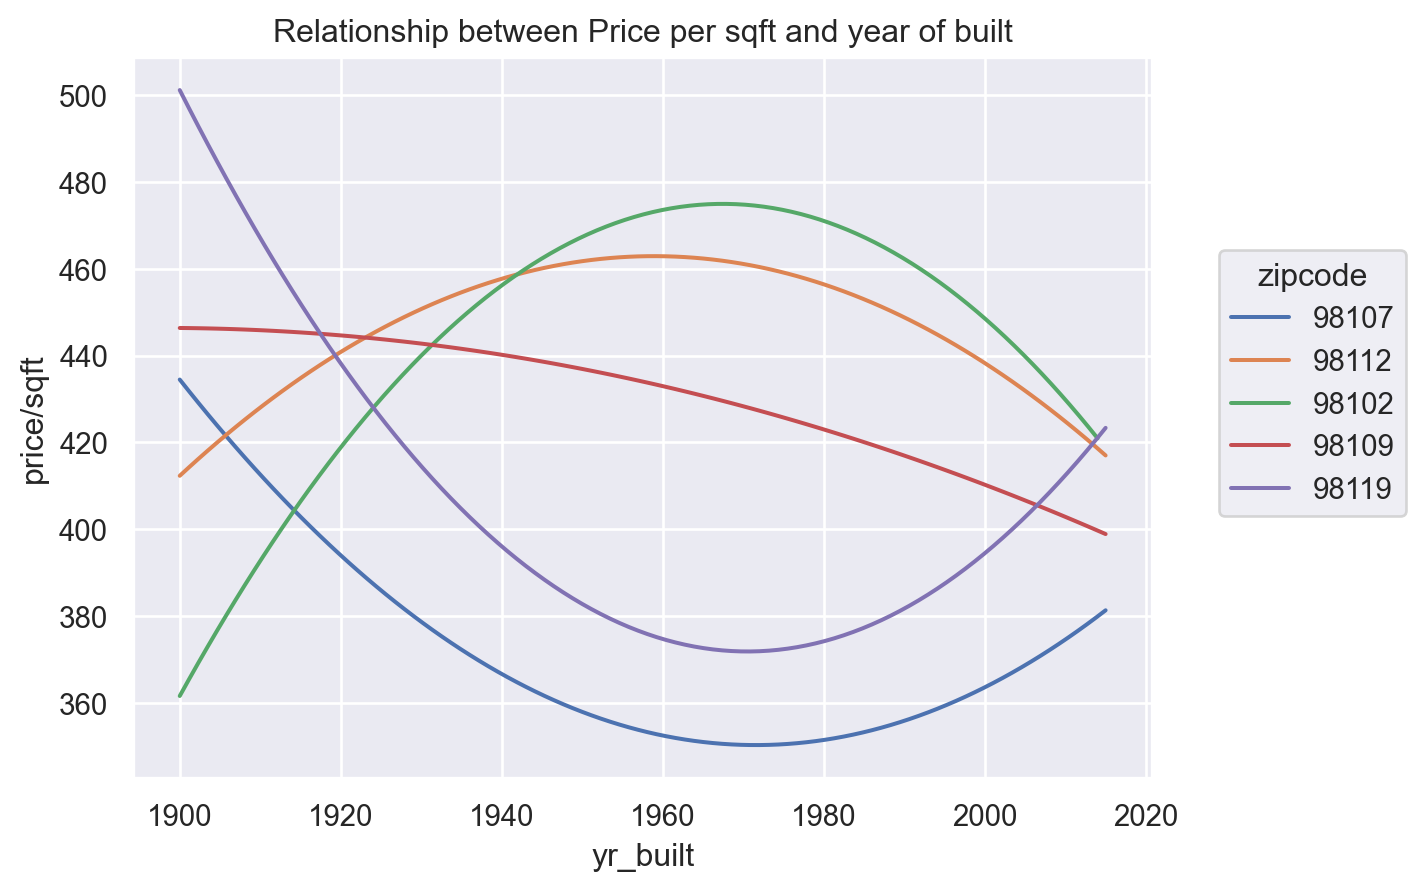 Relationship between Price per sqft and year of built
500
480
460
440
420
400
380
360
price/sqft
1900 1920 1940 1960 1980 2000 2020
yr_built
zipcode
98107
98112
98102
98109
98119